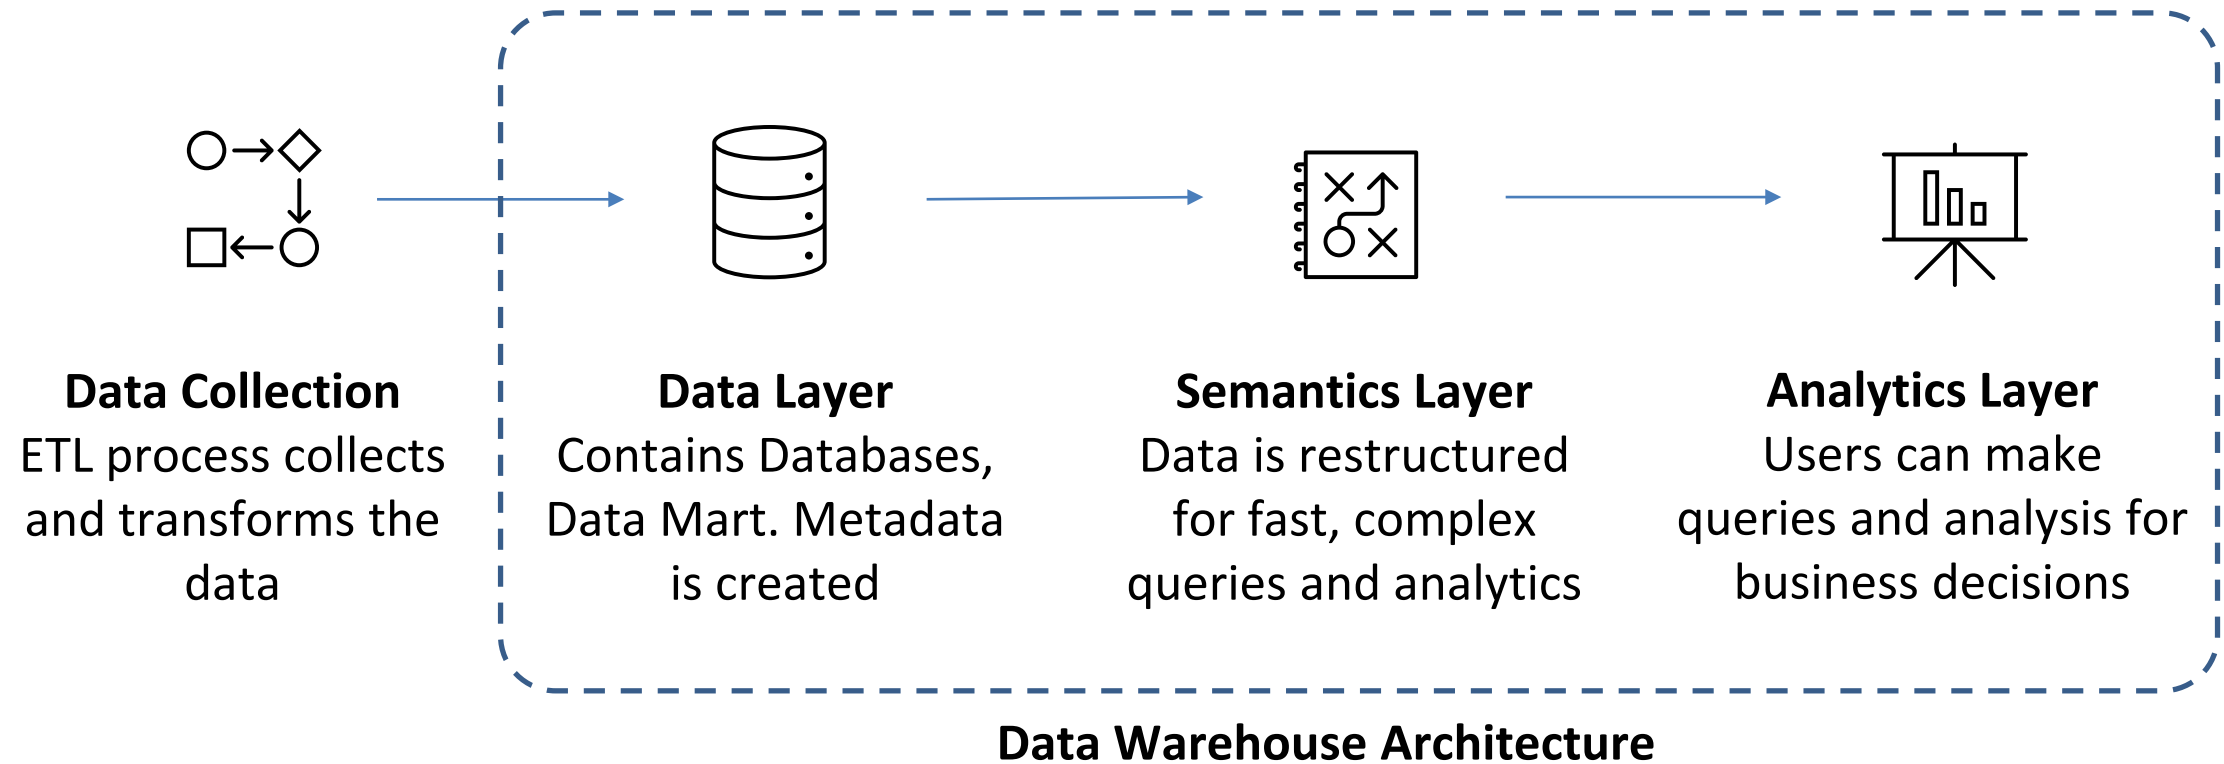 Data Collection
ETL process collects
and transforms the
data
Data Layer
Contains Databases,
Data Mart. Metadata
is created
Semantics Layer
Data is restructured
for fast, complex
queries and analytics
Analytics Layer
Users can make
queries and analysis for
business decisions
Data Warehouse Architecture